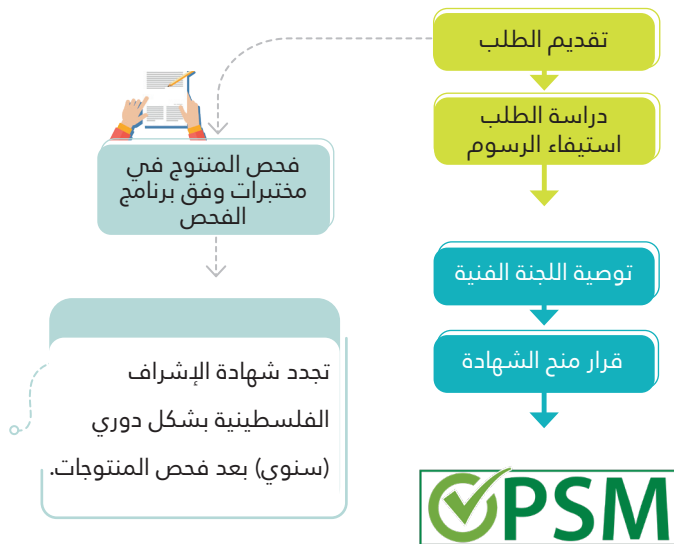 تقديم الطلب
دراسة الطلب
استيفاء الرسوم
توصية اللجنة الفنية
قرار منح الشهادة
PSM
فحص المنتوج في
مختبرات وفق برنامج
الفحص
تجدد شهادة الإشراف
الفلسطينية بشكل دوري
(سنوي) بعد فحص المنتوجات.